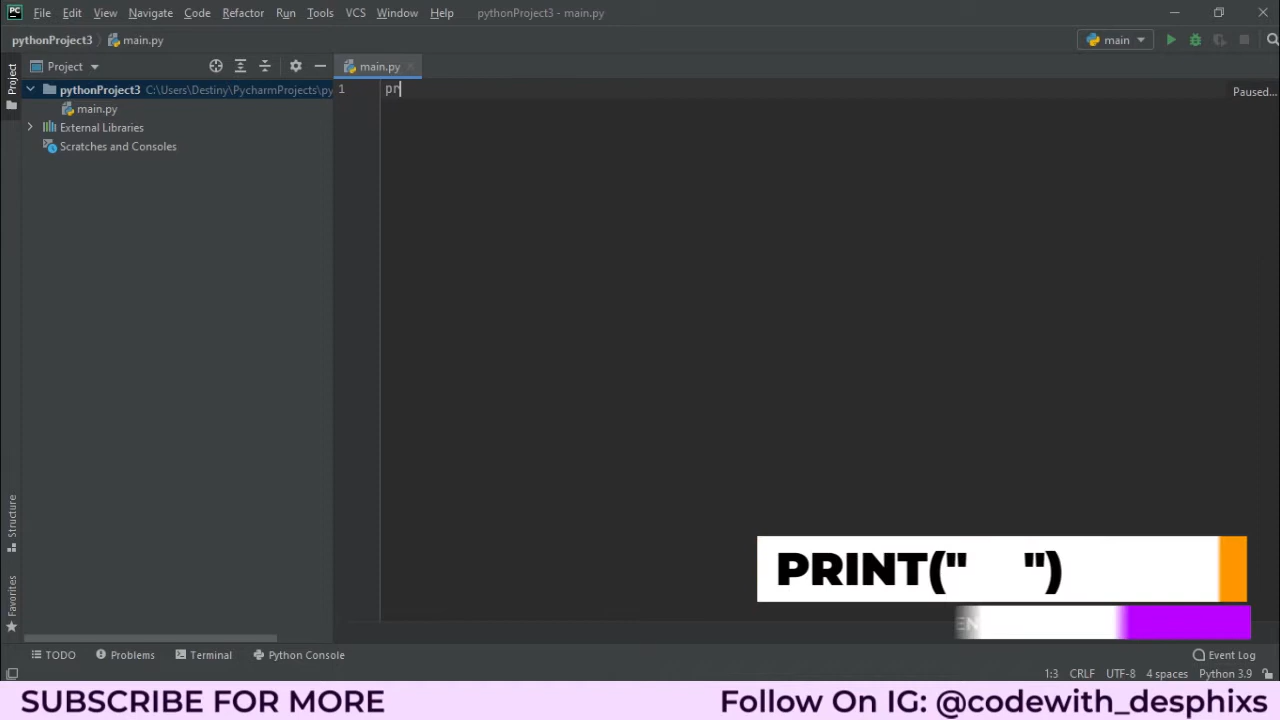 PC File Edit View Navigate Code Refactor Run Tools VCS Window Help pythonProject3 - main.py
pythonProject3 main.py main
Project Project main.py
pythonProject3 C:\Users\Destiny\PycharmProjects\py 1 pr Paused...
main.py
External Libraries
Scratches and Consoles
Structure
Favorites
PRINT(" ")
TODO Problems Terminal Python Console Event Log
1:3 CRLF UTF-8 4 spaces Python 3.9
SUBSCRIBE FOR MORE Follow On IG: @codewith_desphixs